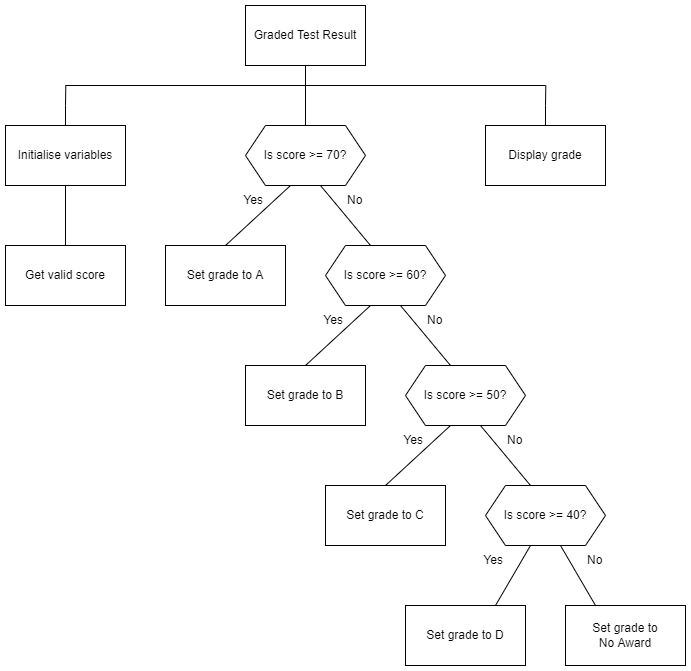 Graded Test Result
Initialise variables
Is score >= 70?
Display grade
Yes
No
Get valid score
Set grade to A
Is score >= 60?
Yes
No
Set grade to B
Is score >= 50?
Yes
No
Set grade to C
Is score >= 40?
Yes
No
Set grade to D
Set grade to
No Award